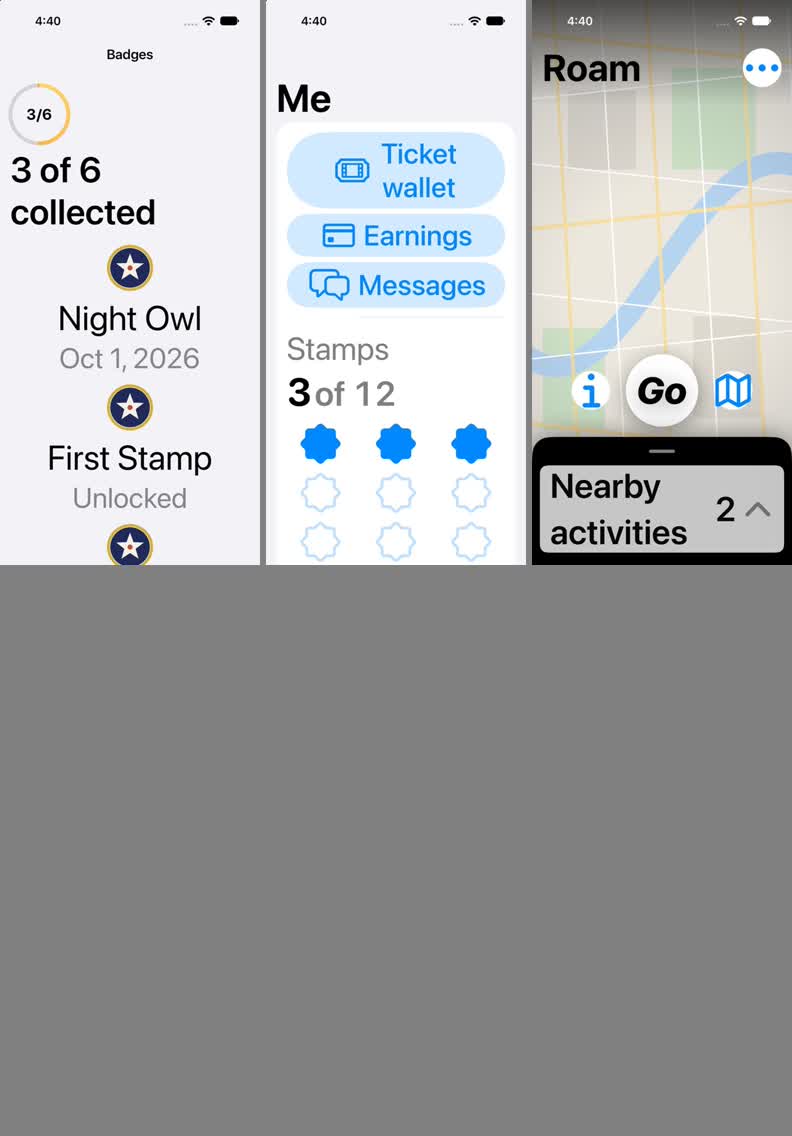 4:40
Badges
3/6
3 of 6
collected
Night Owl
Oct 1, 2026
First Stamp
Unlocked
4:40
Me
Ticket
wallet
Earnings
Messages
Stamps
3 of 12
4:40
Roam
Go
Nearby
activities
2